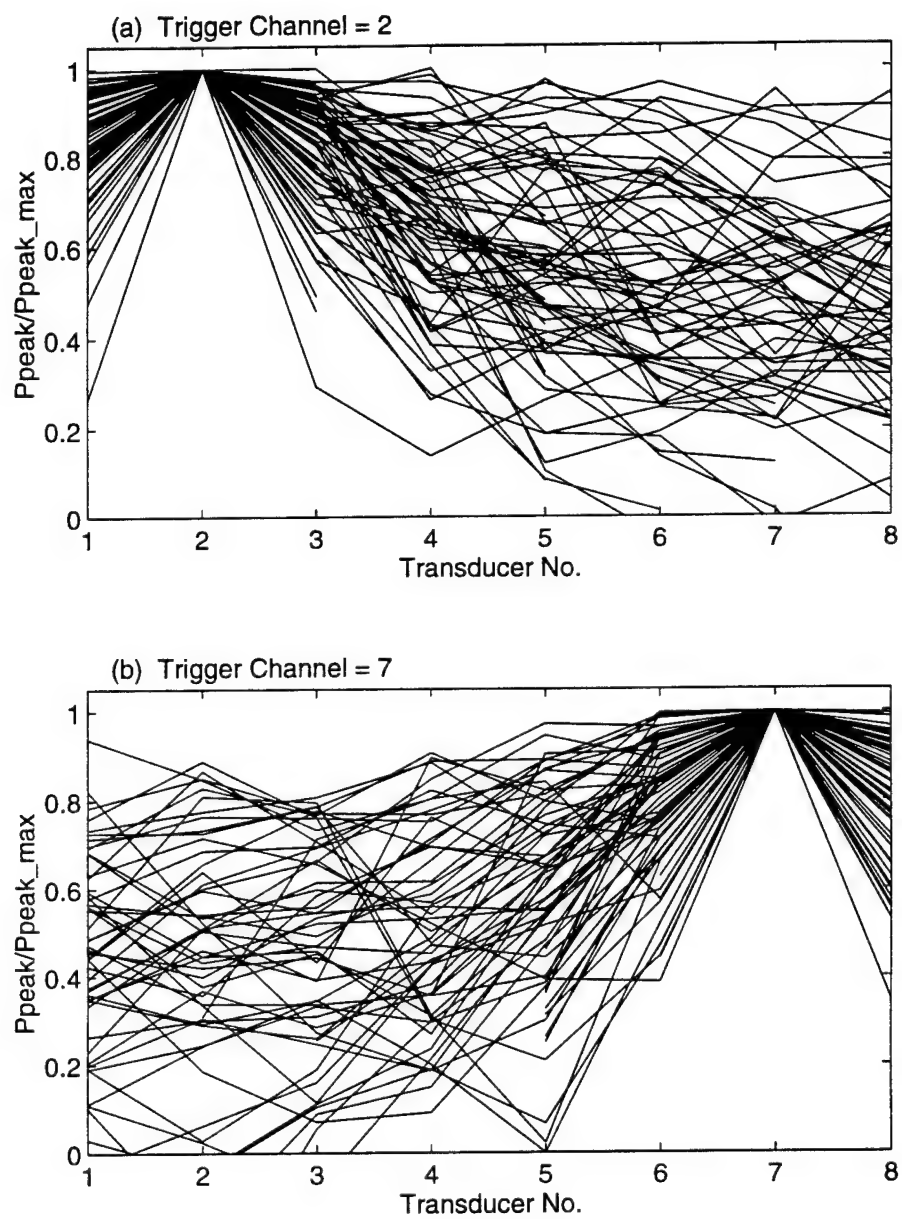 (a) Trigger Channel = 2
1
0.8
0.6
0.4
0.2
0
Ppeak/Ppeak_max
1 2 3 4 5 6 7 8
Transducer No.
(b) Trigger Channel = 7
1
0.8
0.6
0.4
0.2
0
Ppeak/Ppeak_max
1 2 3 4 5 6 7 8
Transducer No.